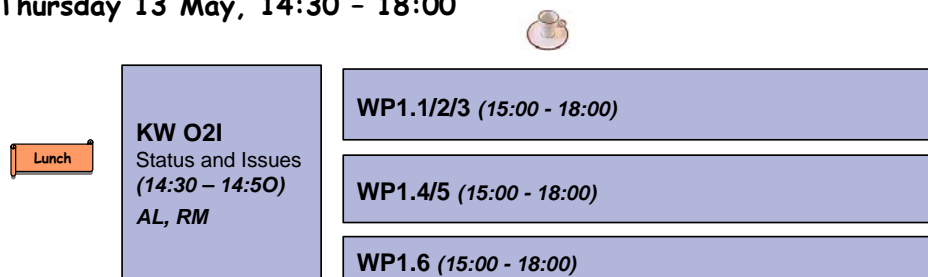 Thursday 13 May, 14:30 – 18:00
Lunch
KW O2I
Status and Issues
(14:30 – 14:5O)
AL, RM
WP1.1/2/3 (15:00 - 18:00)
WP1.4/5 (15:00 - 18:00)
WP1.6 (15:00 - 18:00)